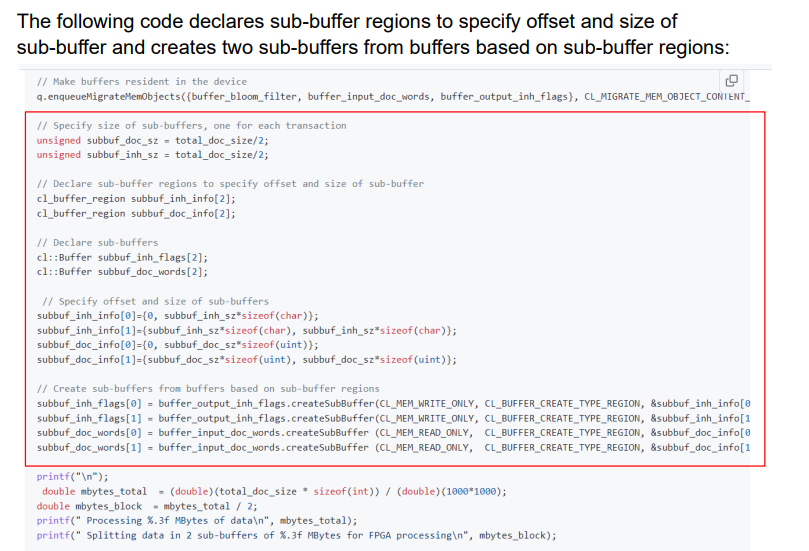 The following code declares sub-buffer regions to specify offset and size of
sub-buffer and creates two sub-buffers from buffers based on sub-buffer regions:
// Make buffers resident in the device
q.enqueueMigrateMemObjects({buffer_bloom_filter, buffer_input_doc_words, buffer_output_inh_flags}, CL_MIGRATE_MEM_OBJECT_CONTENT_
// Specify size of sub-buffers, one for each transaction
unsigned subbuf_doc_sz = total_doc_size/2;
unsigned subbuf_inh_sz = total_doc_size/2;
// Declare sub-buffer regions to specify offset and size of sub-buffer
cl_buffer_region subbuf_inh_info[2];
cl_buffer_region subbuf_doc_info[2];
// Declare sub-buffers
cl::Buffer subbuf_inh_flags[2];
cl::Buffer subbuf_doc_words[2];
// Specify offset and size of sub-buffers
subbuf_inh_info[0]={0, subbuf_inh_sz*sizeof(char)};
subbuf_inh_info[1]={subbuf_inh_sz*sizeof(char), subbuf_inh_sz*sizeof(char)};
subbuf_doc_info[0]={0, subbuf_doc_sz*sizeof(uint)};
subbuf_doc_info[1]={subbuf_doc_sz*sizeof(uint), subbuf_doc_sz*sizeof(uint)};
// Create sub-buffers from buffers based on sub-buffer regions
subbuf_inh_flags[0] = buffer_output_inh_flags.createSubBuffer(CL_MEM_WRITE_ONLY, CL_BUFFER_CREATE_TYPE_REGION, &subbuf_inh_info[0
subbuf_inh_flags[1] = buffer_output_inh_flags.createSubBuffer(CL_MEM_WRITE_ONLY, CL_BUFFER_CREATE_TYPE_REGION, &subbuf_inh_info[1
subbuf_doc_words[0] = buffer_input_doc_words.createSubBuffer (CL_MEM_READ_ONLY,  CL_BUFFER_CREATE_TYPE_REGION, &subbuf_doc_info[0
subbuf_doc_words[1] = buffer_input_doc_words.createSubBuffer (CL_MEM_READ_ONLY,  CL_BUFFER_CREATE_TYPE_REGION, &subbuf_doc_info[1
printf("\n");
double mbytes_total  = (double)(total_doc_size * sizeof(int)) / (double)(1000*1000);
double mbytes_block  = mbytes_total / 2;
printf(" Processing %.3f MBytes of data\n", mbytes_total);
printf(" Splitting data in 2 sub-buffers of %.3f MBytes for FPGA processing\n", mbytes_block);